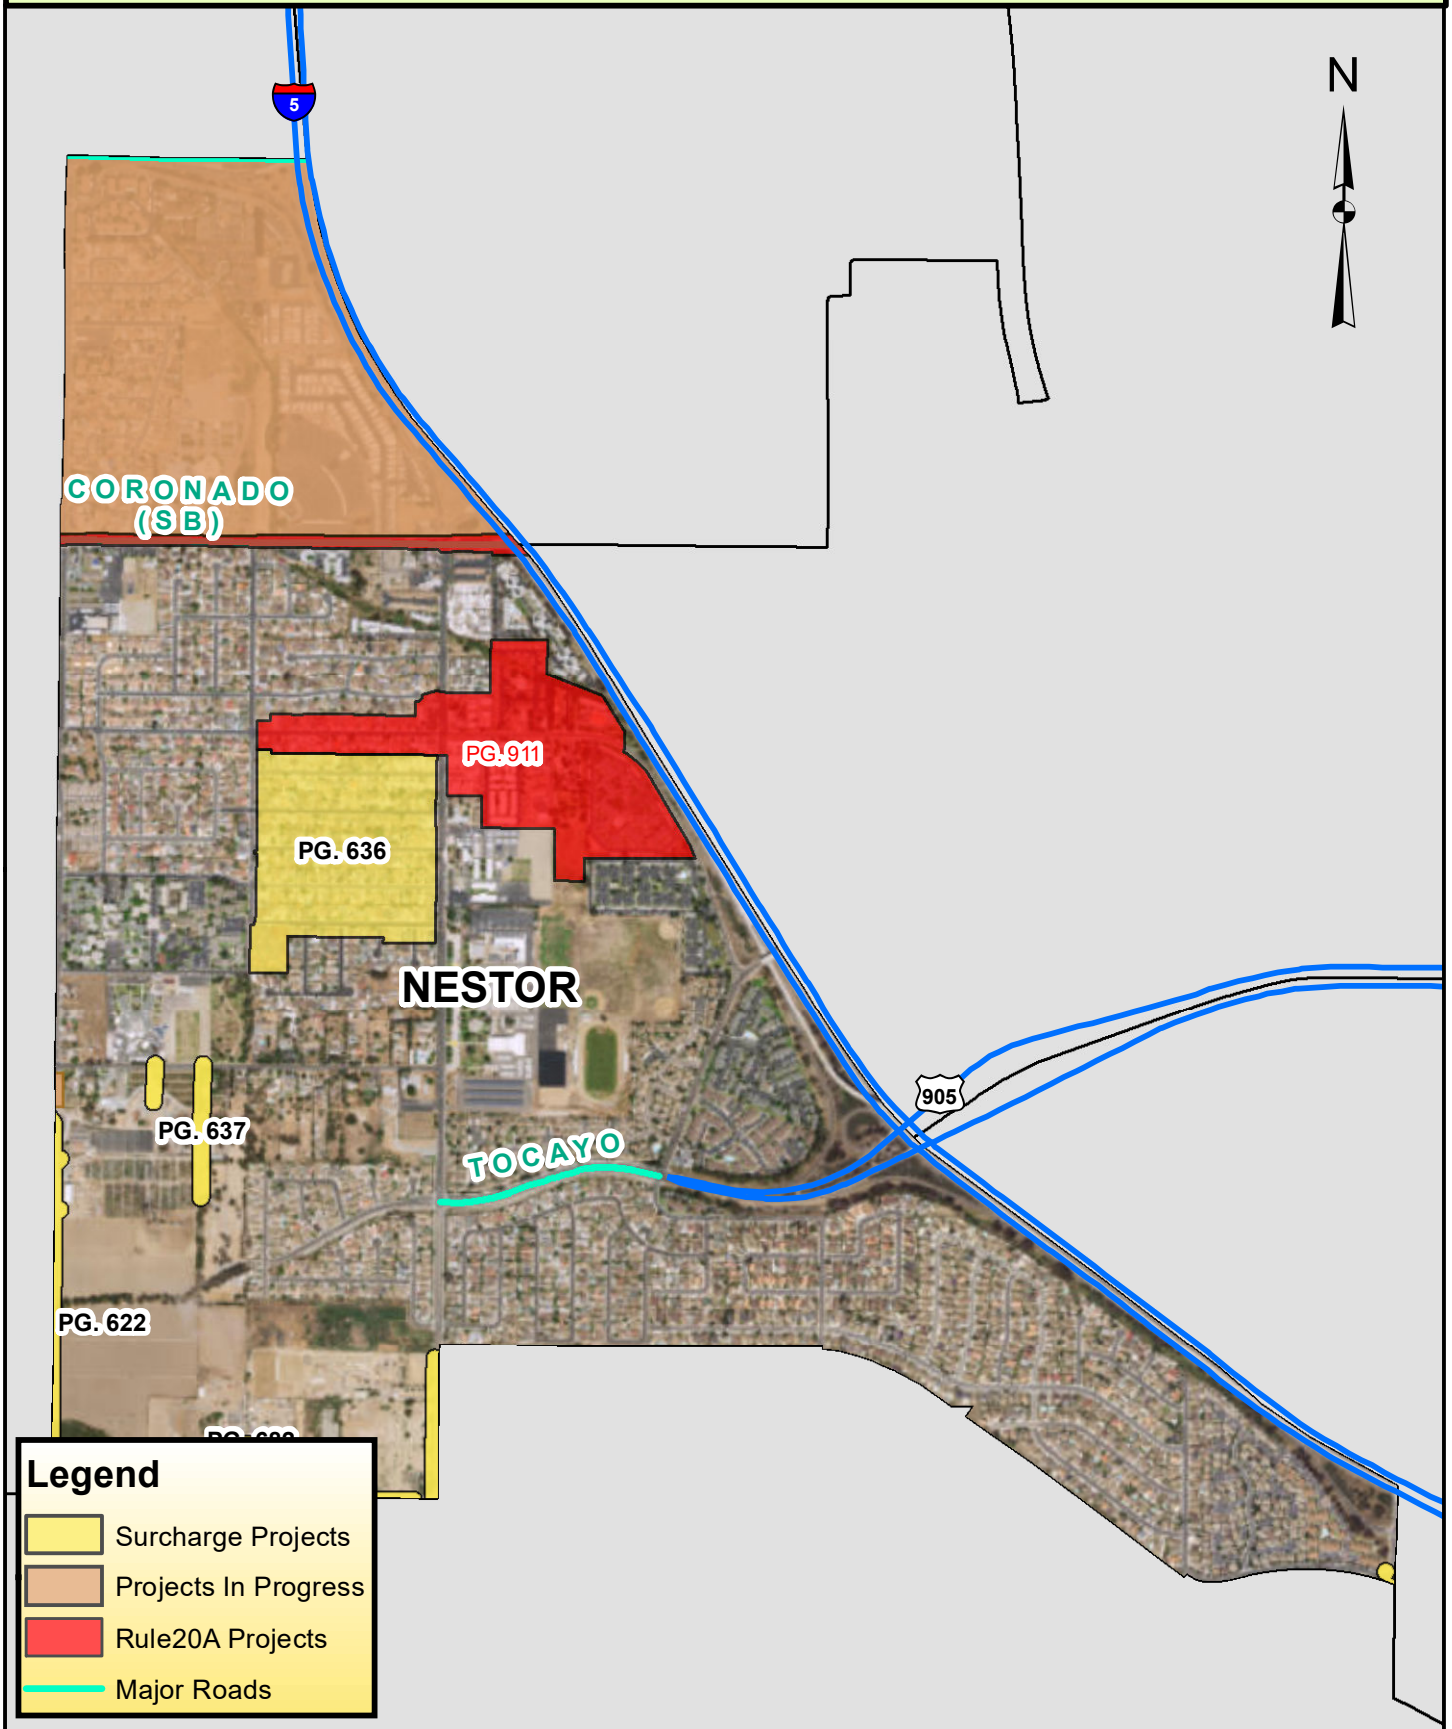 N
5
CORONADO
(SB)
PG. 911
PG. 636
NESTOR
905
PG. 637
TOCAYO
PG. 622
Legend
Surcharge Projects
Projects In Progress
Rule20A Projects
Major Roads